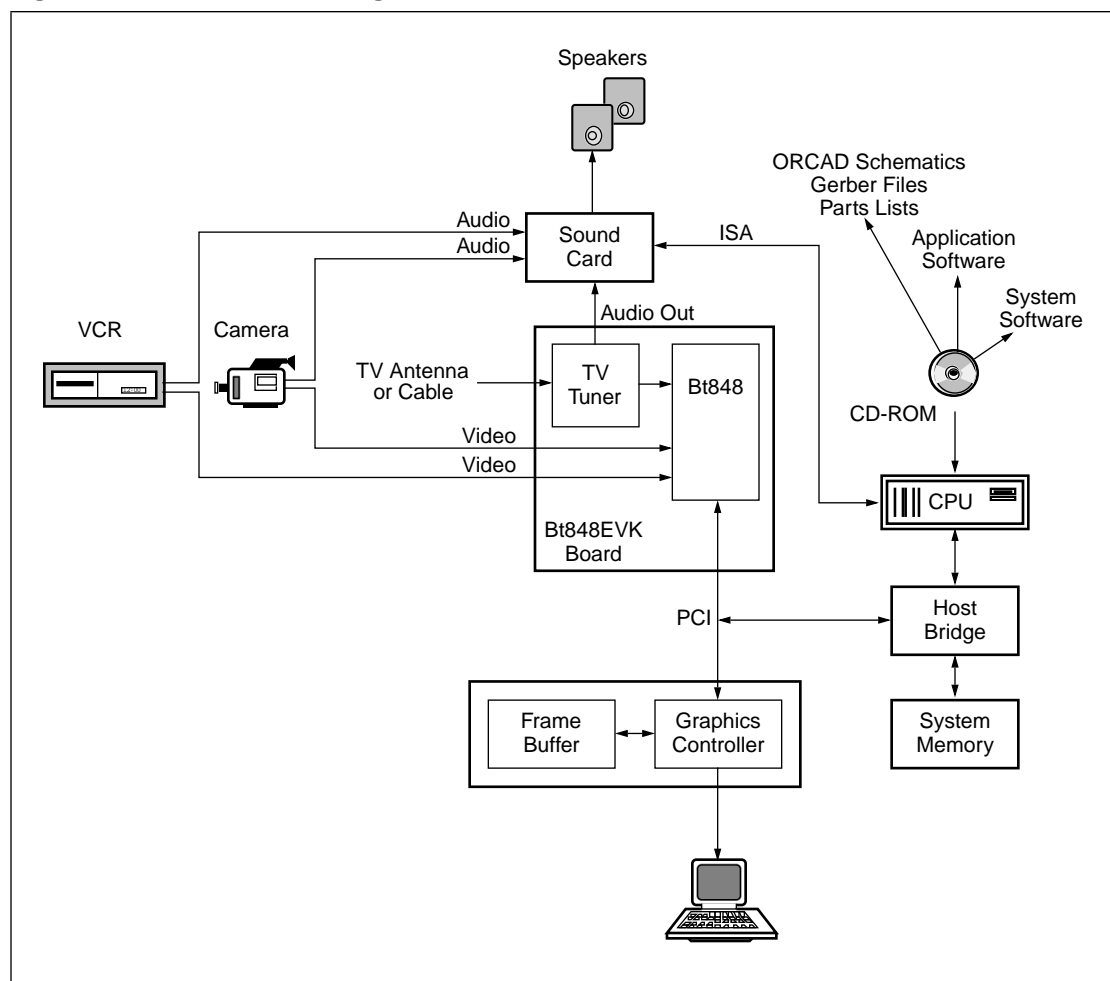 Speakers
ORCAD Schematics
Gerber Files
Parts Lists
Audio
Audio
Sound
Card
ISA
Application
Software
System
Software
Audio Out
VCR
Camera
TV Antenna
or Cable
TV
Tuner
Bt848
CD-ROM
Video
Video
CPU
Bt848EVK
Board
PCI
Host
Bridge
Frame
Buffer
Graphics
Controller
System
Memory